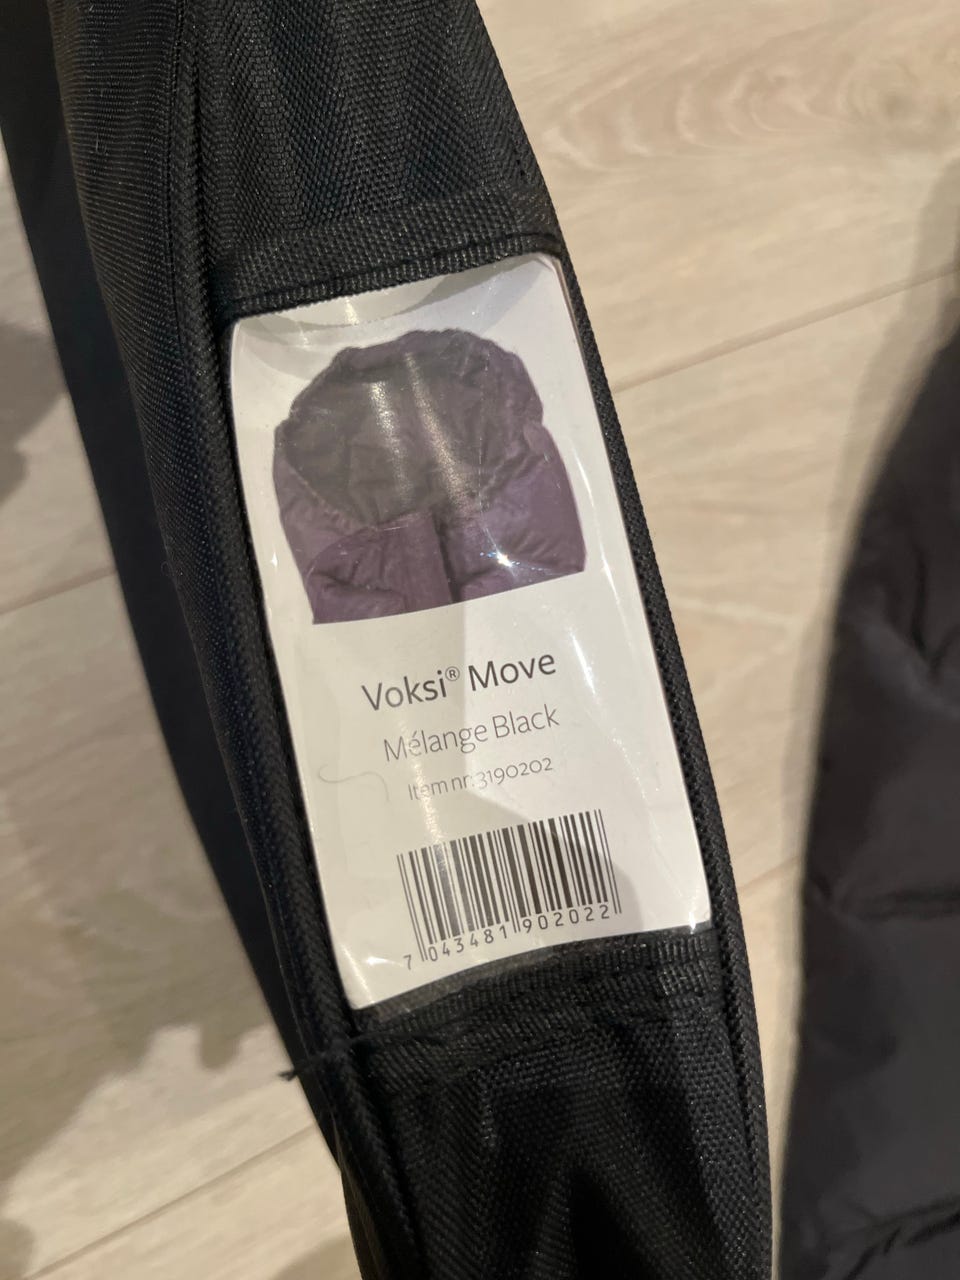 Voksi® Move
Mélange Black
Item nr. 3190202
7 043481 902022